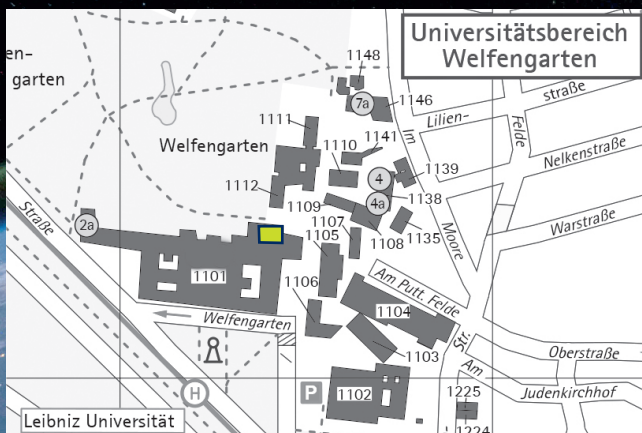 Universitätsbereich
Welfengarten
en-
garten
1148
7a
1146
straße
Lilien-
Im
Felde
1111
1141
Welfengarten
1110
Nelkenstraße
4
1139
1112
1109
4a
1138
Moore
Straße
2a
1107
1108
1135
Warstraße
1105
1101
1106
Am Putt. Felde
1104
Welfengarten
Str.
1103
Oberstraße
Am
H
P
1102
1225
Judenkirchhof
Leibniz Universität
1224